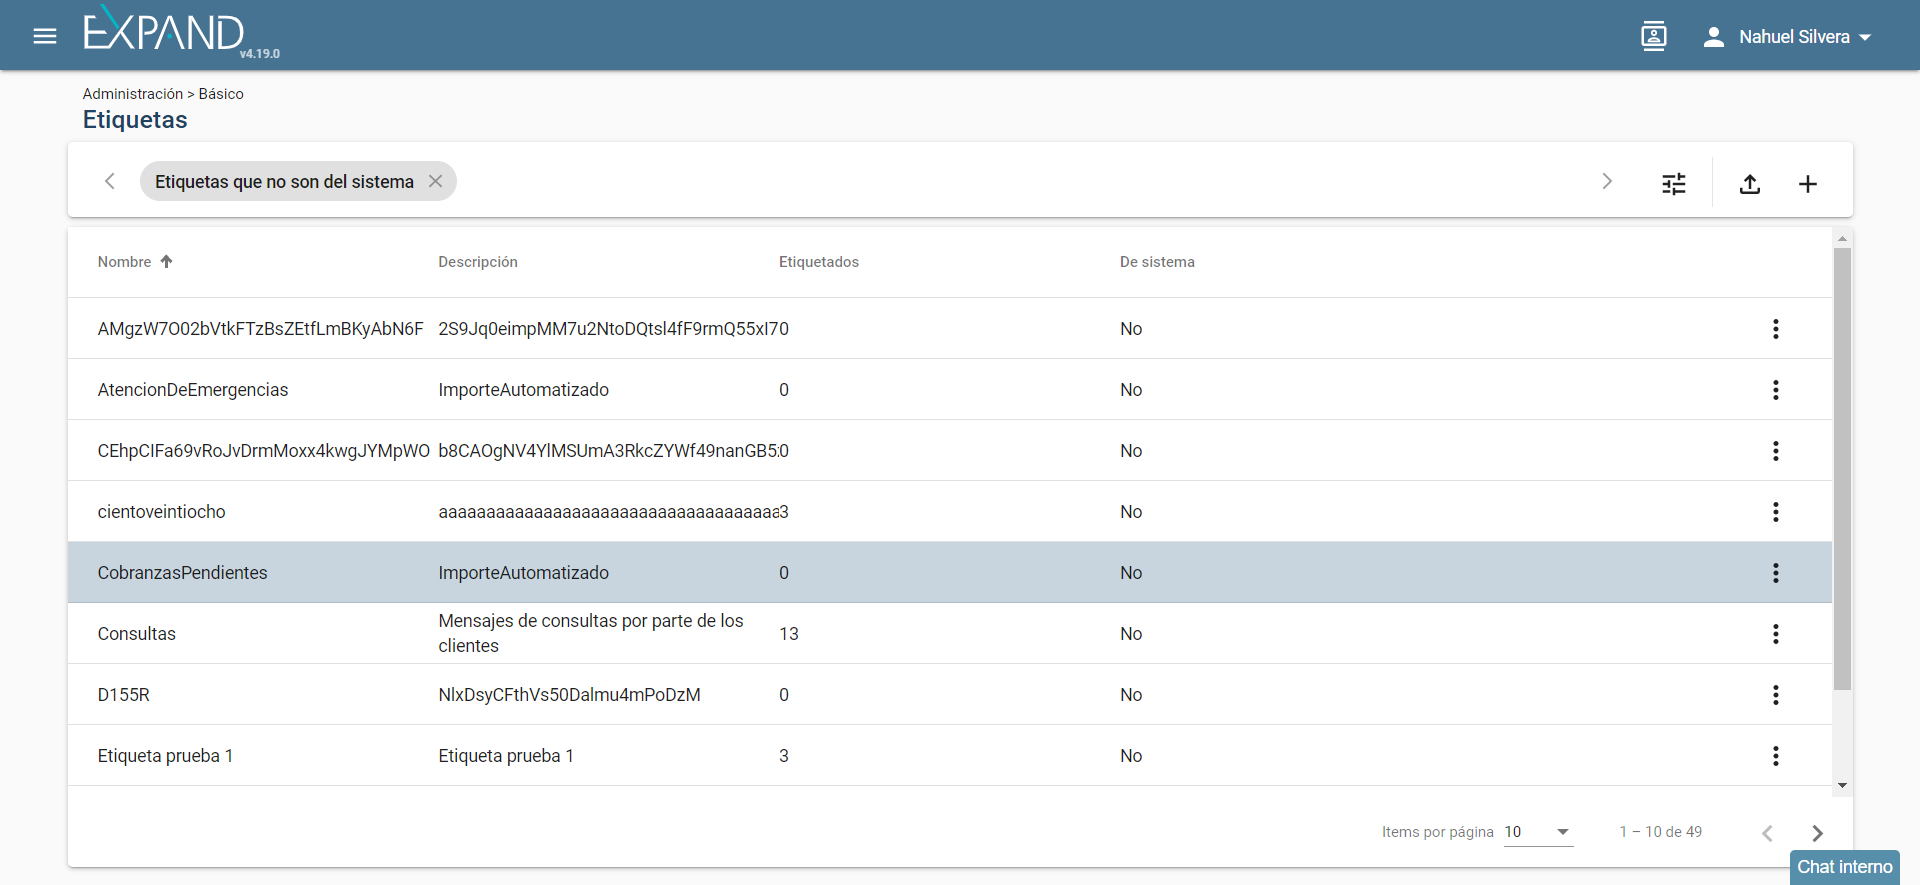 EXPAND
v4.19.0
Nahuel Silvera
Administración > Básico
Etiquetas
Etiquetas que no son del sistema
Nombre Descripción Etiquetados De sistema
AMgzW7O02bVtkFTzBsZEtfLmBKyAbN6F 2S9Jq0eimpMM7u2NtoDQtsl4fF9rmQ55xI7 0 No
AtencionDeEmergencias ImporteAutomatizado 0 No
CEhpCIFa69vRoJvDrmMoxx4kwgJYMpWO b8CAOgNV4YlMSUmA3RkcZYWf49nanGB5 0 No
cientoveintiocho aaaaaaaaaaaaaaaaaaaaaaaaaaaaaaaaaaaa 3 No
CobranzasPendientes ImporteAutomatizado 0 No
Consultas Mensajes de consultas por parte de los
clientes 13 No
D155R NlxDsyCFthVs50Dalmu4mPoDzM 0 No
Etiqueta prueba 1 Etiqueta prueba 1 3 No
Items por página 10 1 – 10 de 49
Chat interno